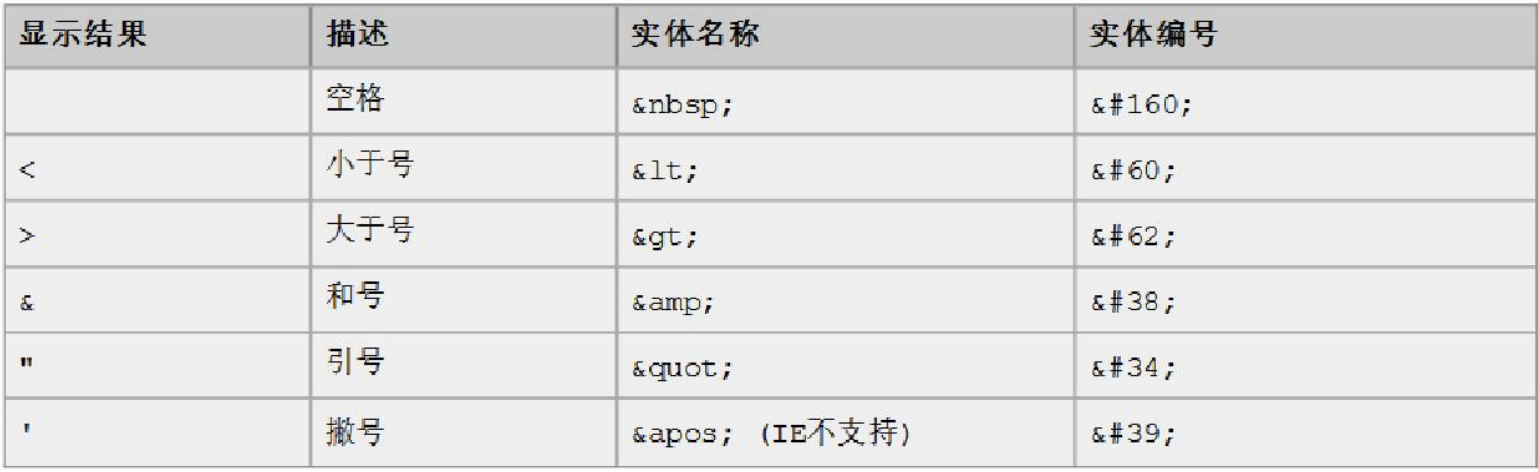 显示结果 描述 实体名称 实体编号
空格 &nbsp; &#160;
< 小于号 &lt; &#60;
> 大于号 &gt; &#62;
& 和号 &amp; &#38;
" 引号 &quot; &#34;
' 撇号 &apos; (IE不支持) &#39;